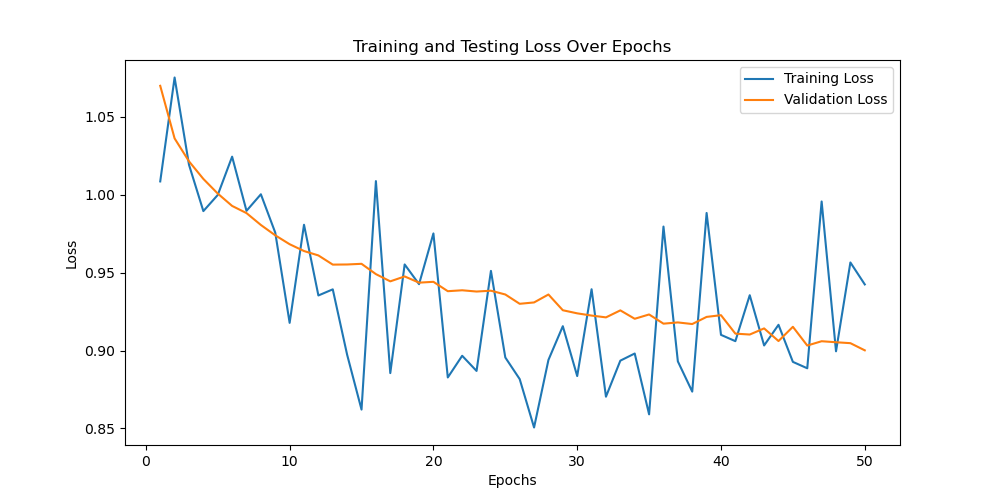 Training and Testing Loss Over Epochs
Training Loss
Validation Loss
1.05
1.00
0.95
0.90
0.85
Loss
0 10 20 30 40 50
Epochs